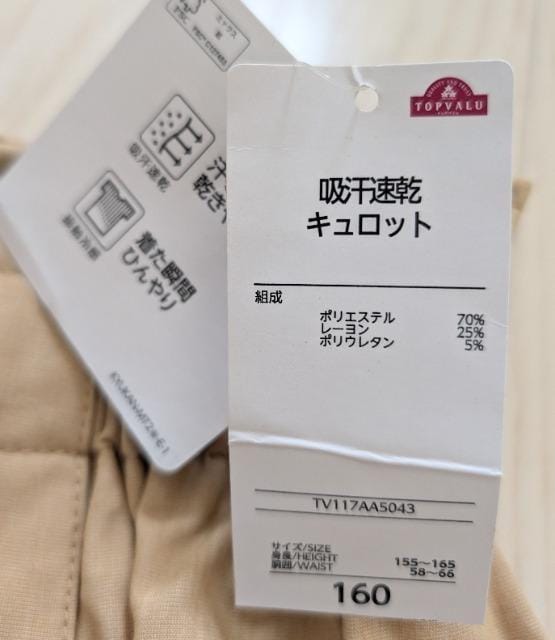 TOPVALU
吸汗速乾
キュロット
組成
ポリエステル 70%
レーヨン 25%
ポリウレタン 5%
TV117AA5043
サイズ/SIZE
身長/HEIGHT 155～165
胴囲/WAIST 58～66
160
吸汗速乾
汗
乾き
接触冷感
着た瞬間
ひんやり